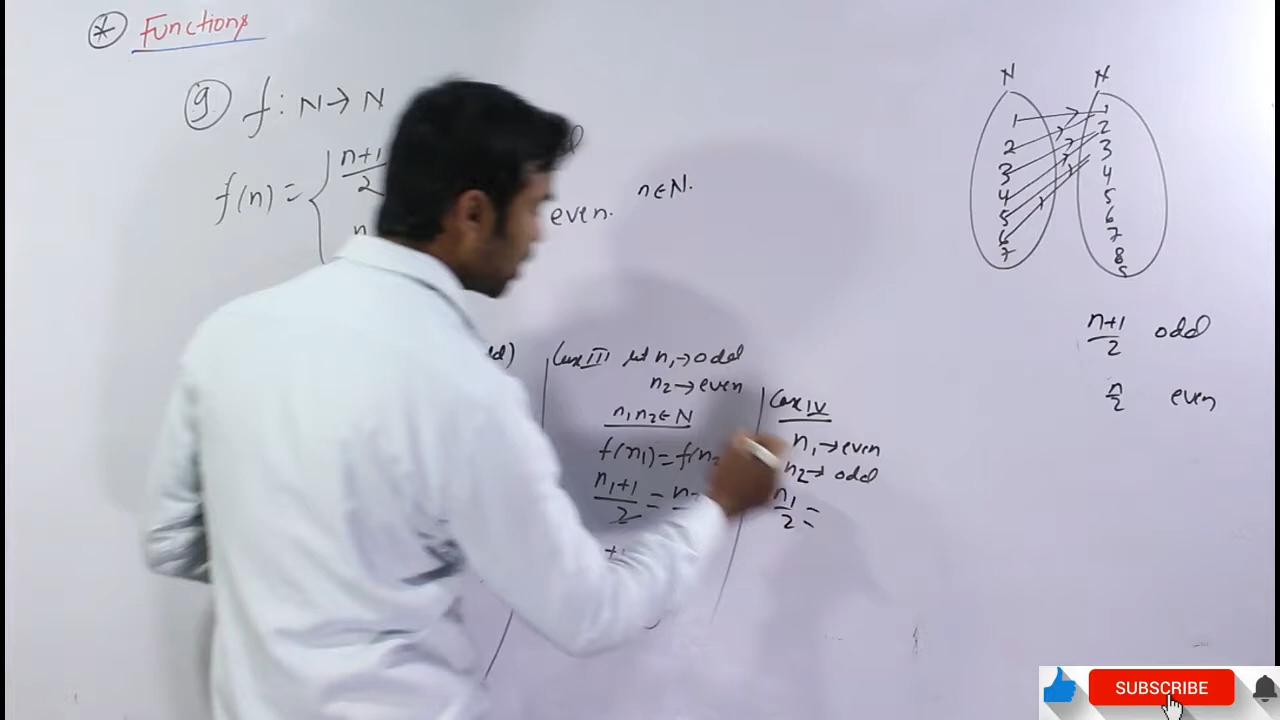 * Functions
9 f: N→N
f(n) = { n+1/2
even. n∈N.
Case III let n₁→odd
n₂→even
n₁ n₂∈N
f(n₁) = f(n₂
n₁+1/2 =
Case IV
n₁→even
n₂→odd
n₁/2 =
N N
1 1
2 2
3 3
4 4
5 5
6 6
7 7
8
n+1/2 odd
n/2 even
SUBSCRIBE